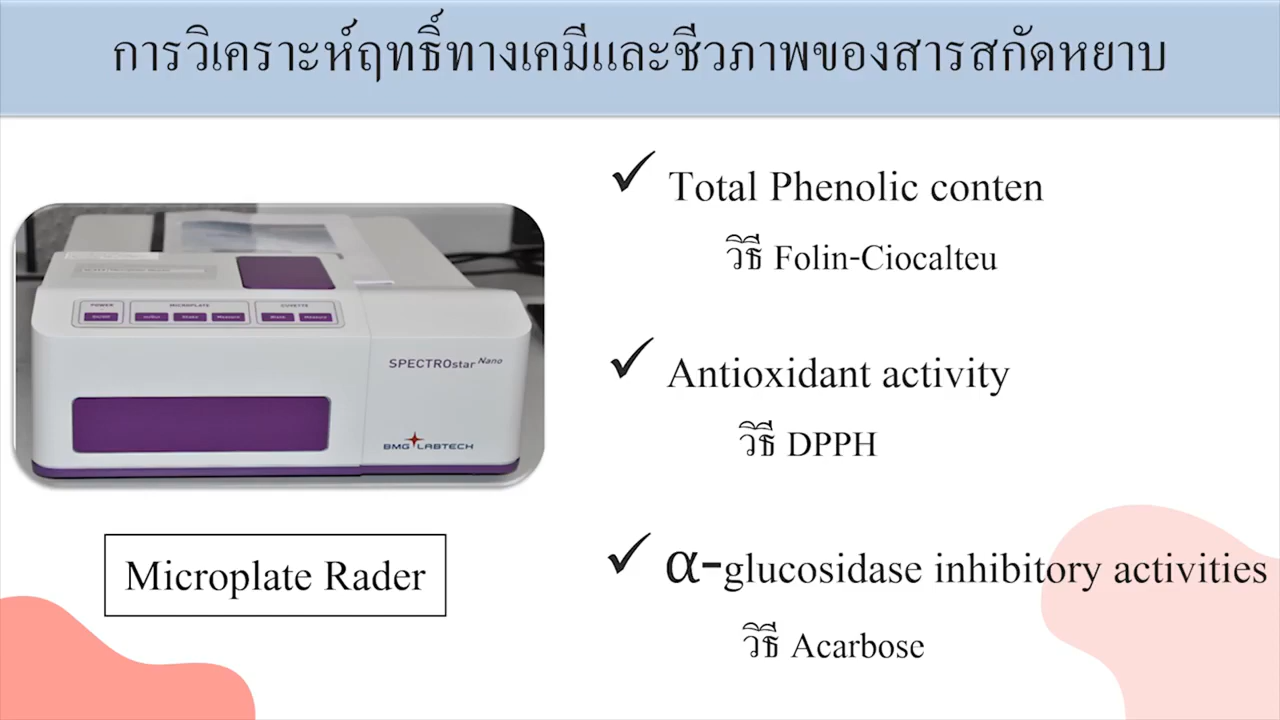 การวิเคราะห์ฤทธิ์ทางเคมีและชีวภาพของสารสกัดหยาบ
✓ Total Phenolic conten
วิธี Folin-Ciocalteu
✓ Antioxidant activity
วิธี DPPH
✓ α-glucosidase inhibitory activities
วิธี Acarbose
POWER MICROPLATE CUVETTE
SPECTROstar Nano
BMG LABTECH
Microplate Rader